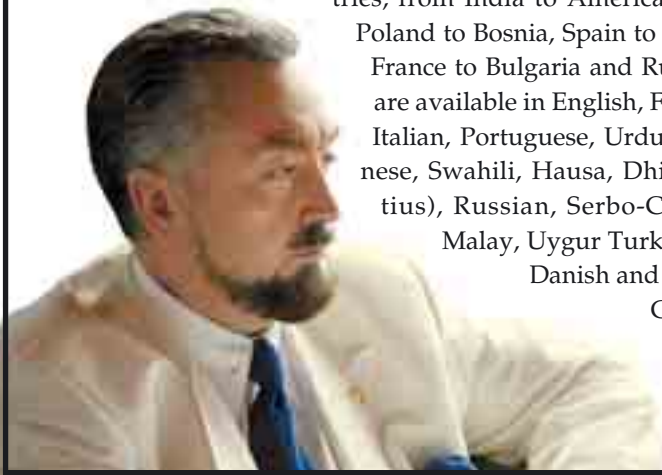 tries, from India to America
Poland to Bosnia, Spain to
France to Bulgaria and Ru
are available in English, F
Italian, Portuguese, Urdu
nese, Swahili, Hausa, Dhi
tius), Russian, Serbo-C
Malay, Uygur Turk
Danish and